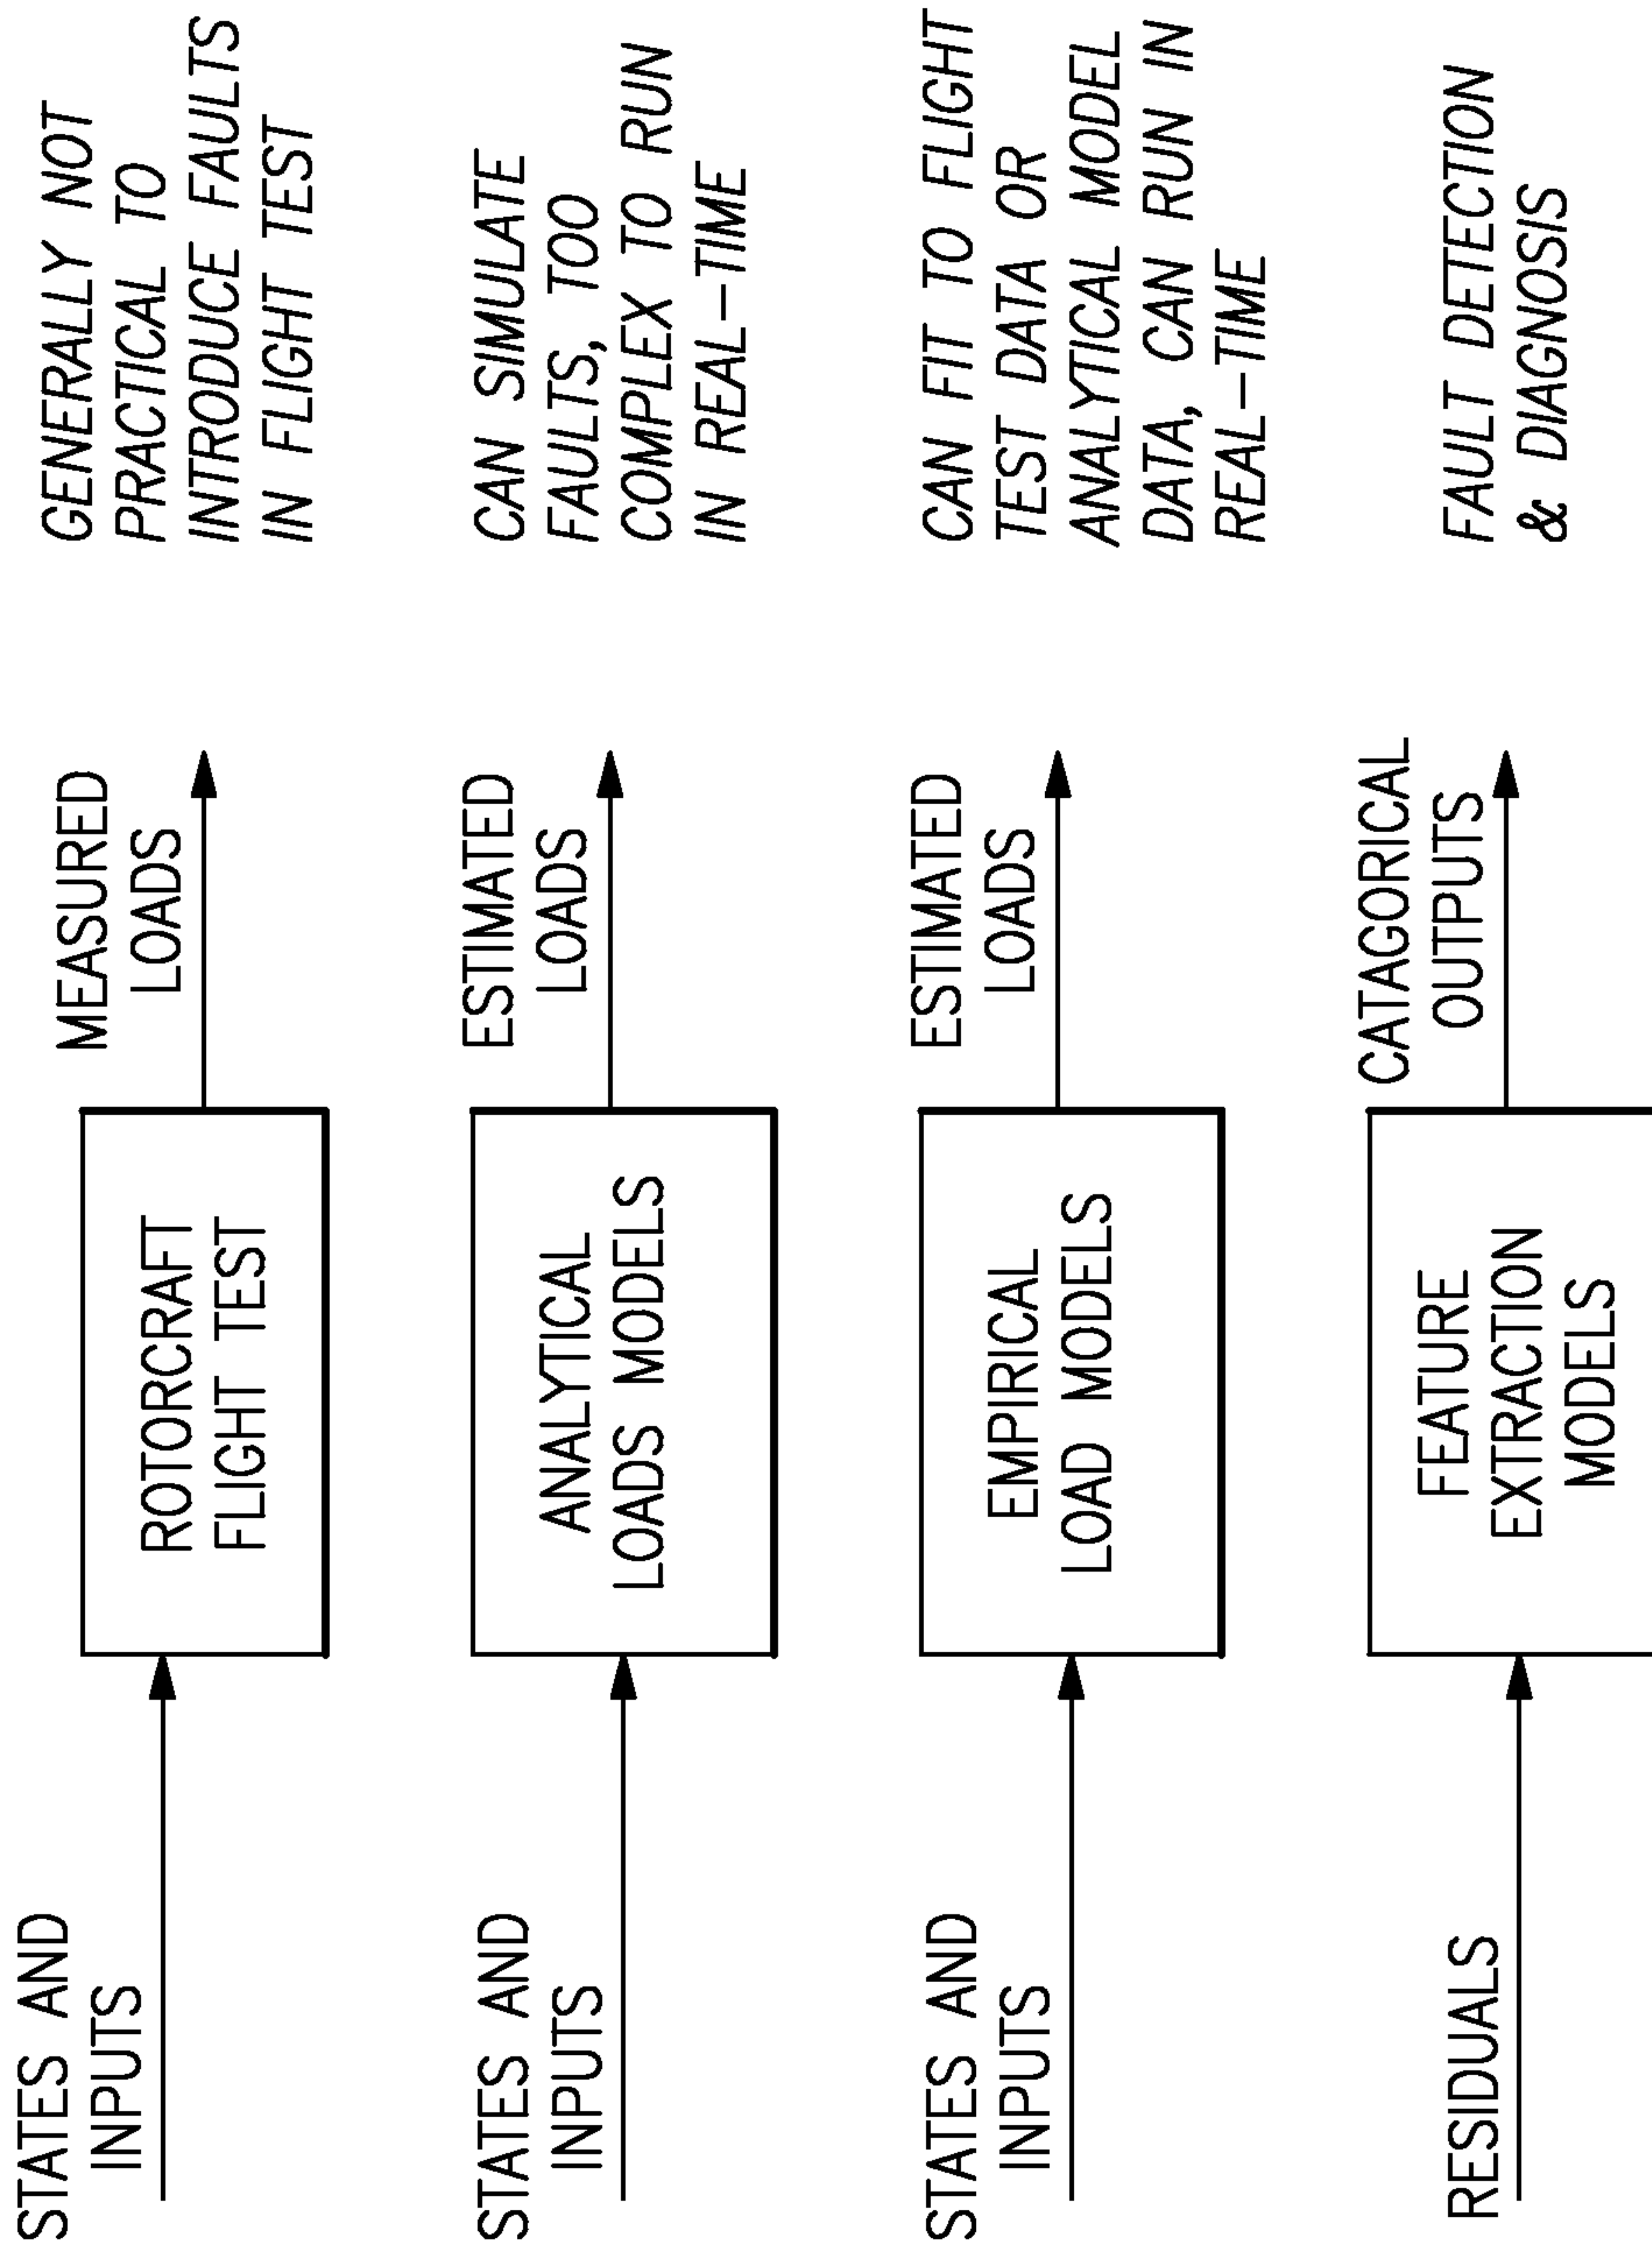 STATES AND
INPUTS
ROTORCRAFT
FLIGHT TEST
MEASURED
LOADS
GENERALLY NOT
PRACTICAL TO
INTRODUCE FAULTS
IN FLIGHT TEST
STATES AND
INPUTS
ANALYTICAL
LOADS MODELS
ESTIMATED
LOADS
CAN SIMULATE
FAULTS, TOO
COMPLEX TO RUN
IN REAL-TIME
STATES AND
INPUTS
EMPIRICAL
LOAD MODELS
ESTIMATED
LOADS
CAN FIT TO FLIGHT
TEST DATA OR
ANALYTICAL MODEL
DATA, CAN RUN IN
REAL-TIME
RESIDUALS
FEATURE
EXTRACTION
MODELS
CATAGORICAL
OUTPUTS
FAULT DETECTION
& DIAGNOSIS